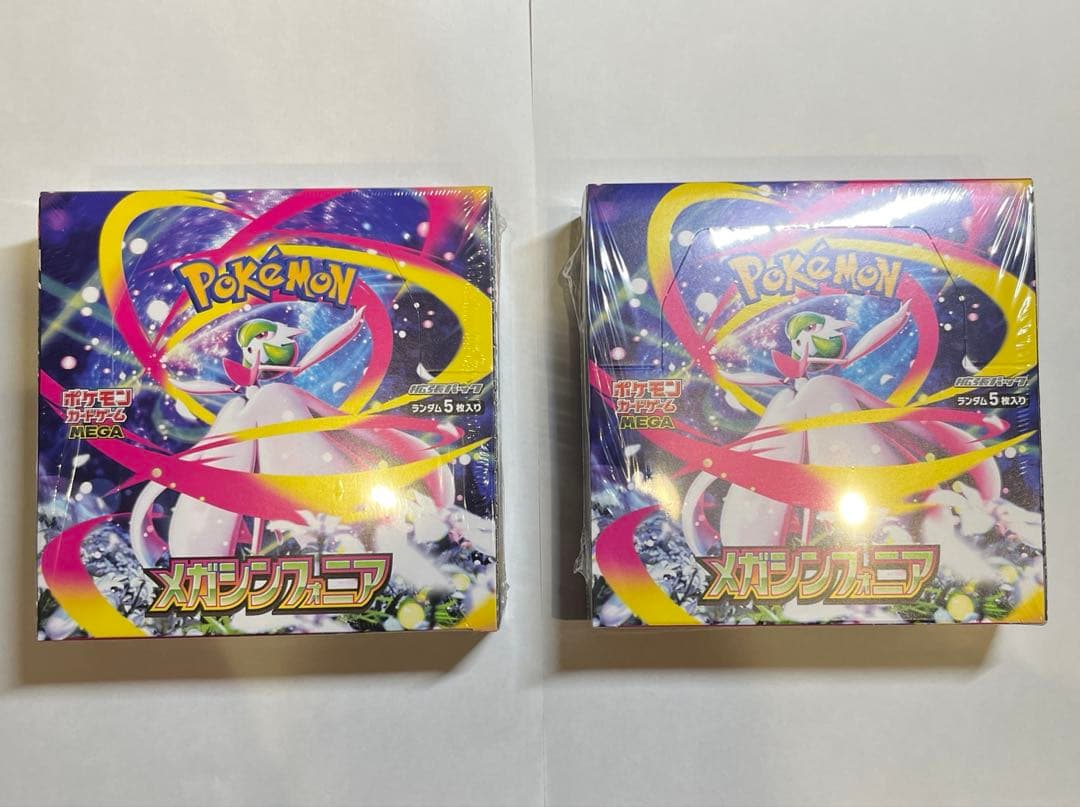 POKéMON
拡張パック
ランダム5枚入り
ポケモン
カードゲーム
MEGA
メガシンフォニア
POKéMON
拡張パック
ランダム5枚入り
ポケモン
カードゲーム
MEGA
メガシンフォニア